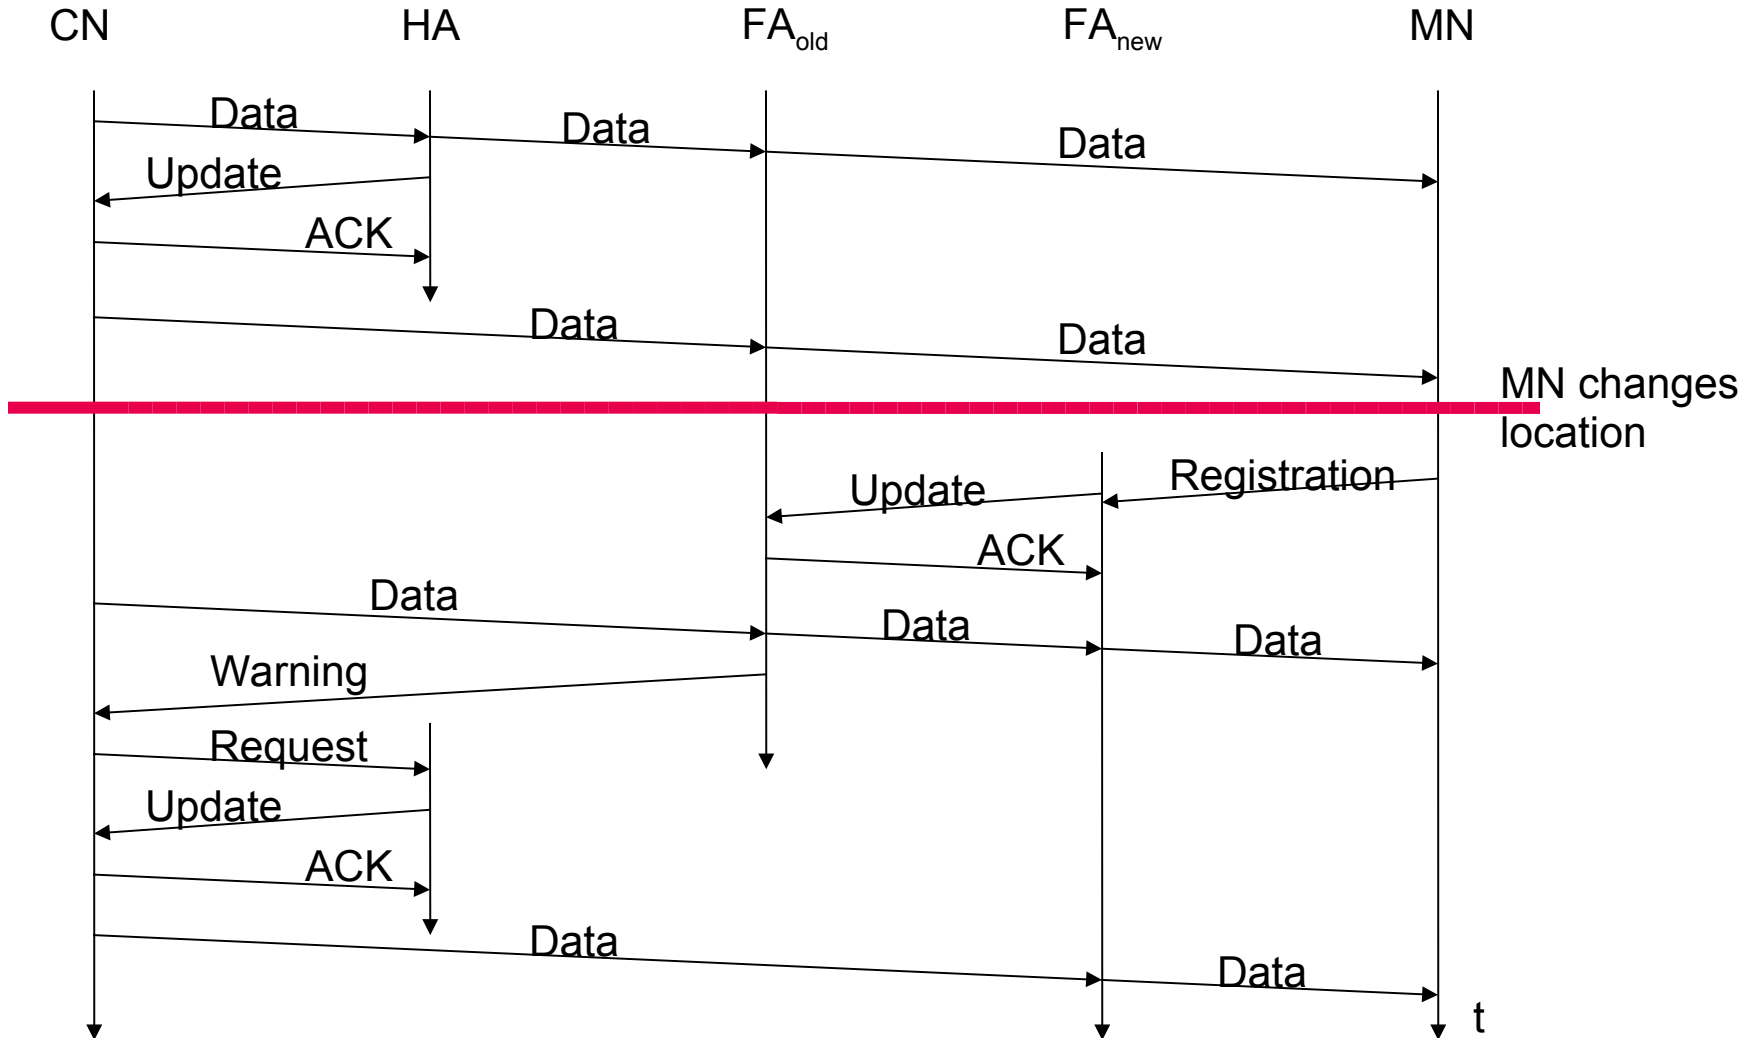 CN HA FAold FAnew MN
Data
Data
Data
Update
ACK
Data
Data
MN changes
location
Registration
Update
ACK
Data
Data
Data
Warning
Request
Update
ACK
Data
Data
t